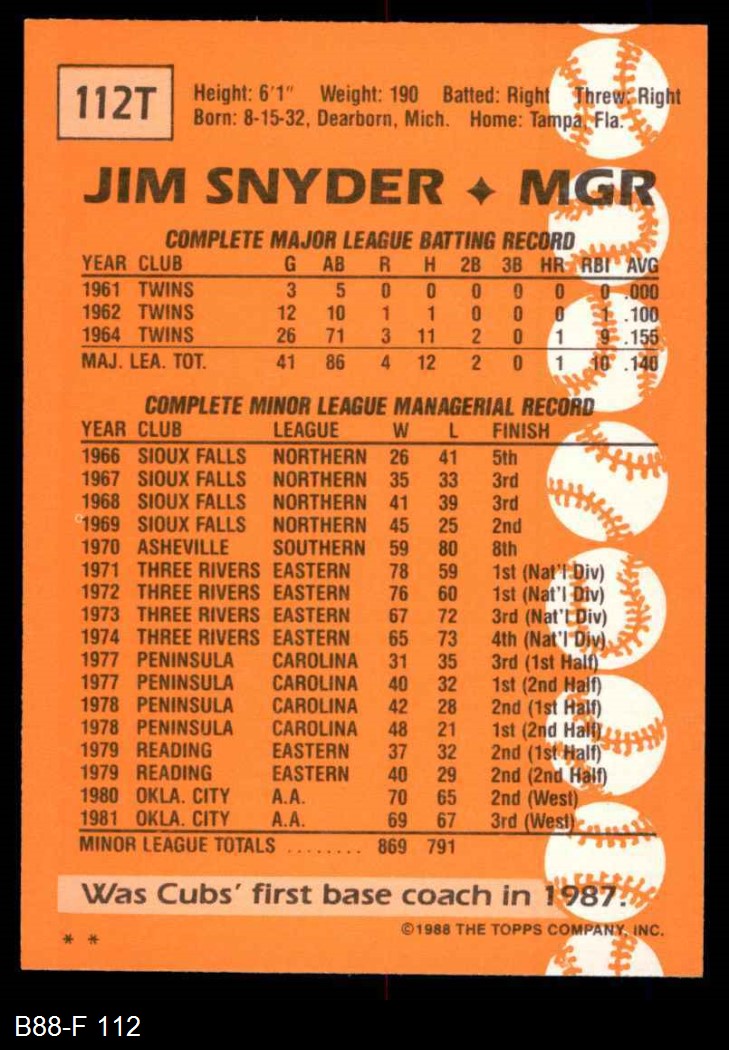 112T
Height: 6'1" Weight: 190 Batted: Right Threw: Right
Born: 8-15-32, Dearborn, Mich. Home: Tampa, Fla.
JIM SNYDER ✦ MGR
COMPLETE MAJOR LEAGUE BATTING RECORD
YEAR CLUB G AB R H 2B 3B HR RBI AVG
1961 TWINS 3 5 0 0 0 0 0 0 .000
1962 TWINS 12 10 1 1 0 0 0 1 .100
1964 TWINS 26 71 3 11 2 0 1 9 .155
MAJ. LEA. TOT. 41 86 4 12 2 0 1 10 .140
COMPLETE MINOR LEAGUE MANAGERIAL RECORD
YEAR CLUB LEAGUE W L FINISH
1966 SIOUX FALLS NORTHERN 26 41 5th
1967 SIOUX FALLS NORTHERN 35 33 3rd
1968 SIOUX FALLS NORTHERN 41 39 3rd
1969 SIOUX FALLS NORTHERN 45 25 2nd
1970 ASHEVILLE SOUTHERN 59 80 8th
1971 THREE RIVERS EASTERN 78 59 1st (Nat'l Div)
1972 THREE RIVERS EASTERN 76 60 1st (Nat'l Div)
1973 THREE RIVERS EASTERN 67 72 3rd (Nat'l Div)
1974 THREE RIVERS EASTERN 65 73 4th (Nat'l Div)
1977 PENINSULA CAROLINA 31 35 3rd (1st Half)
1977 PENINSULA CAROLINA 40 32 1st (2nd Half)
1978 PENINSULA CAROLINA 42 28 2nd (1st Half)
1978 PENINSULA CAROLINA 48 21 1st (2nd Half)
1979 READING EASTERN 37 32 2nd (1st Half)
1979 READING EASTERN 40 29 2nd (2nd Half)
1980 OKLA. CITY A.A. 70 65 2nd (West)
1981 OKLA. CITY A.A. 69 67 3rd (West)
MINOR LEAGUE TOTALS ........ 869 791
Was Cubs' first base coach in 1987.
©1988 THE TOPPS COMPANY, INC.
* *
B88-F 112